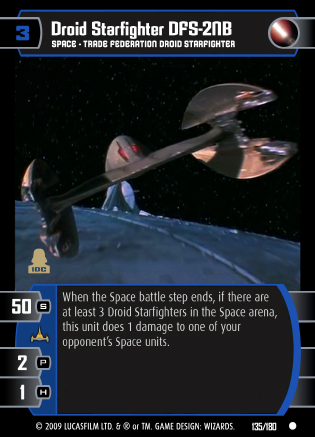 3
Droid Starfighter DFS-2NB
SPACE - TRADE FEDERATION DROID STARFIGHTER
IDC
50 S
When the Space battle step ends, if there are
at least 3 Droid Starfighters in the Space arena,
this unit does 1 damage to one of your
opponent's Space units.
2 P
1 H
© 2009 LUCASFILM LTD. & ® or TM. GAME DESIGN: WIZARDS. 135/180